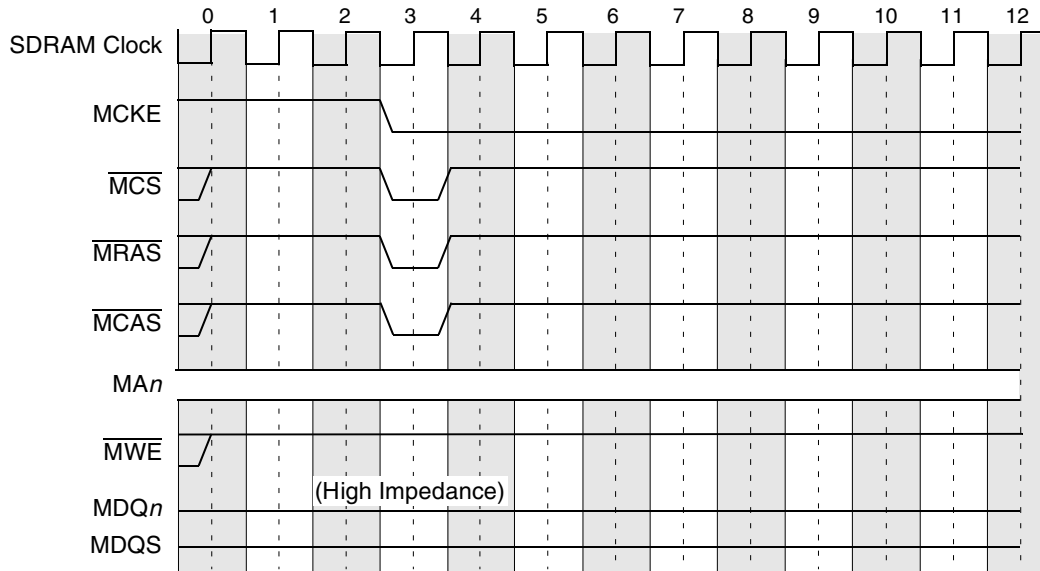 0 1 2 3 4 5 6 7 8 9 10 11 12
SDRAM Clock
MCKE
MCS
MRAS
MCAS
MAn
MWE
(High Impedance)
MDQn
MDQS